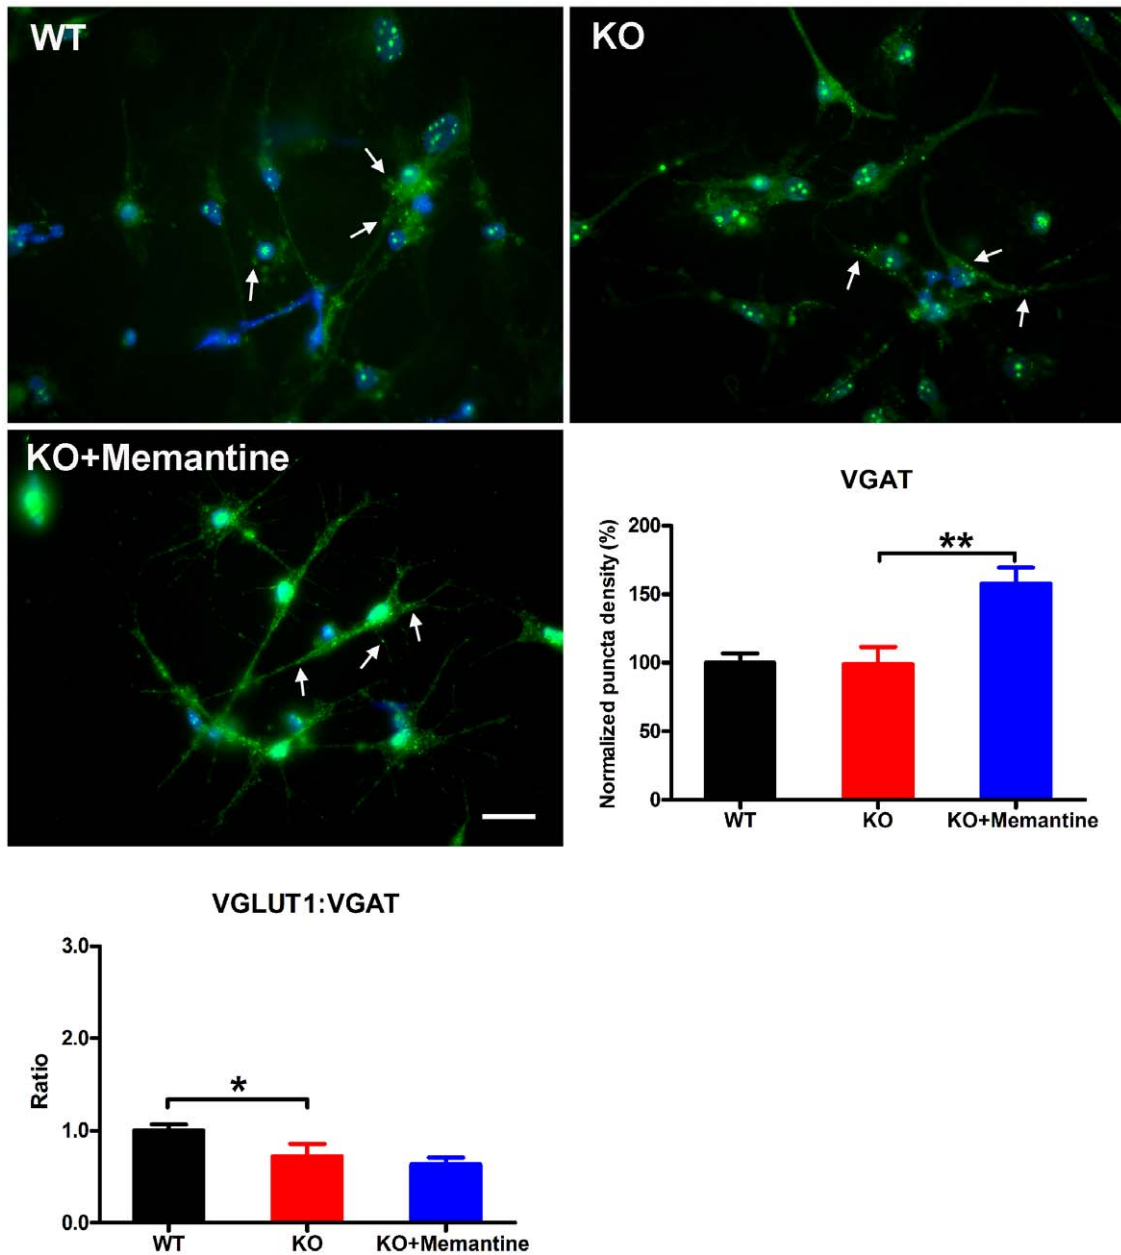 WT
KO
KO+Memantine
VGAT
Normalized puncta density (%)
200
150
100
50
0
**
WT KO KO+Memantine
VGLUT1:VGAT
Ratio
3.0
2.0
1.0
0.0
*
WT KO KO+Memantine